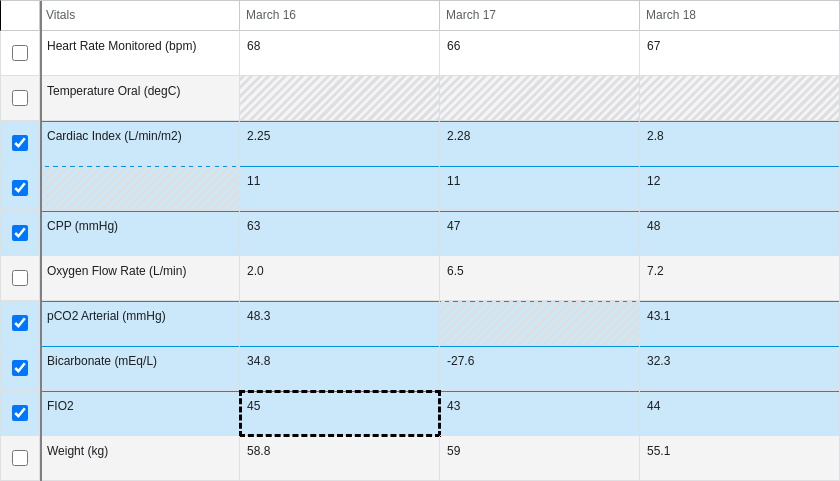 Vitals March 16 March 17 March 18
Heart Rate Monitored (bpm) 68 66 67
Temperature Oral (degC)
Cardiac Index (L/min/m2) 2.25 2.28 2.8
11 11 12
CPP (mmHg) 63 47 48
Oxygen Flow Rate (L/min) 2.0 6.5 7.2
pCO2 Arterial (mmHg) 48.3 43.1
Bicarbonate (mEq/L) 34.8 -27.6 32.3
FIO2 45 43 44
Weight (kg) 58.8 59 55.1